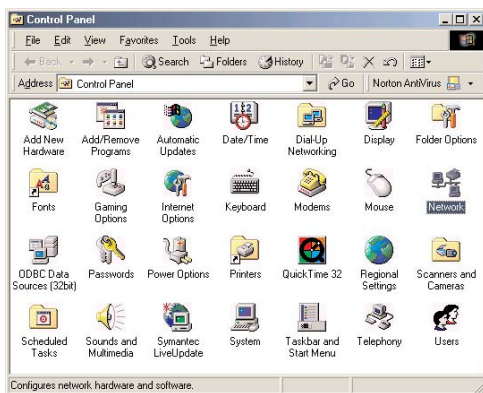 Control Panel
File Edit View Favorites Tools Help
Back Search Folders History
Address Control Panel Go Norton AntiVirus
Add New Hardware
Add/Remove Programs
Automatic Updates
Date/Time
Dial-Up Networking
Display
Folder Options
Fonts
Gaming Options
Internet Options
Keyboard
Modems
Mouse
Network
ODBC Data Sources (32bit)
Passwords
Power Options
Printers
QuickTime 32
Regional Settings
Scanners and Cameras
Scheduled Tasks
Sounds and Multimedia
Symantec LiveUpdate
System
Taskbar and Start Menu
Telephony
Users
Configures network hardware and software.